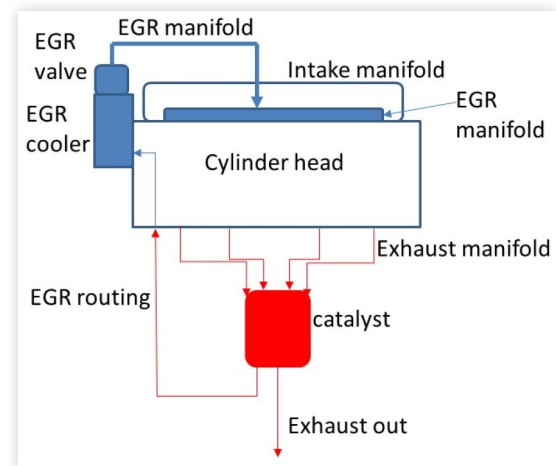 EGR manifold
EGR
valve
Intake manifold
EGR
cooler
EGR
manifold
Cylinder head
Exhaust manifold
EGR routing
catalyst
Exhaust out